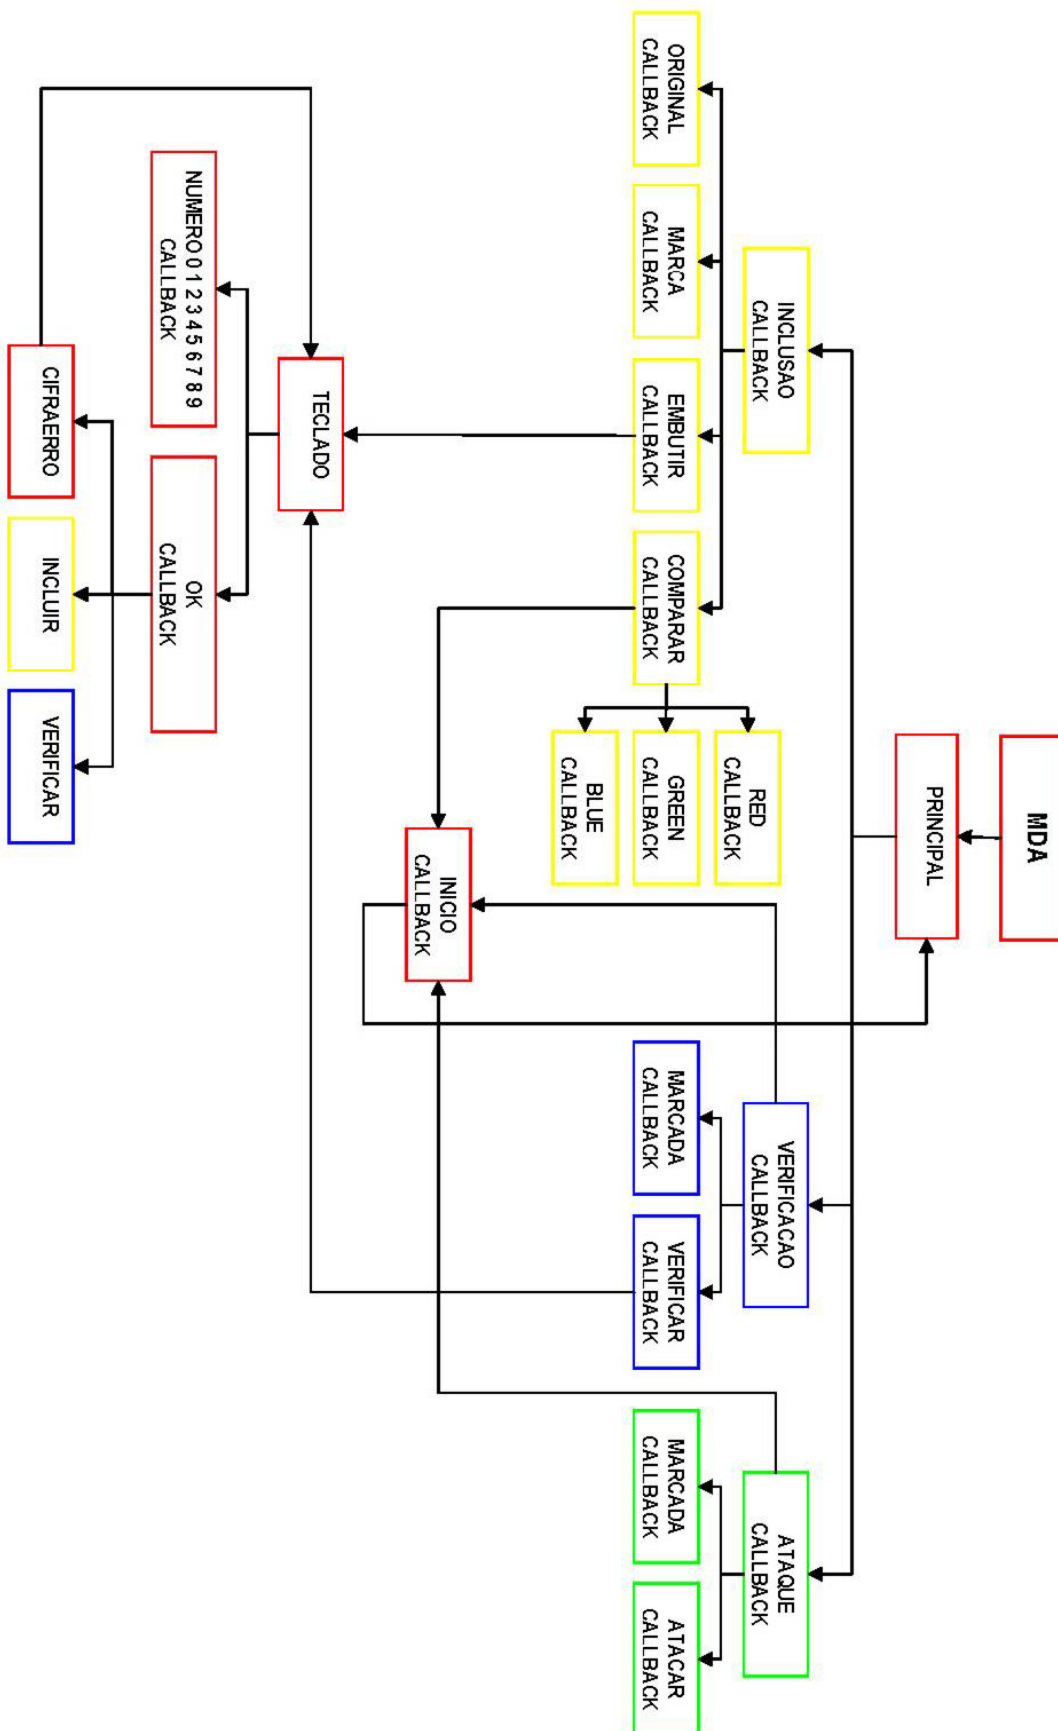 MDA
PRINCIPAL
INCLUSAO
CALLBACK
VERIFICACAO
CALLBACK
ATAQUE
CALLBACK
RED
CALLBACK
ORIGINAL
CALLBACK
MARCA
CALLBACK
EMBUTIR
CALLBACK
COMPARAR
CALLBACK
GREEN
CALLBACK
MARCADA
CALLBACK
VERIFICAR
CALLBACK
MARCADA
CALLBACK
ATACAR
CALLBACK
BLUE
CALLBACK
INICIO
CALLBACK
TECLADO
NUMERO 0 1 2 3 4 5 6 7 8 9
CALLBACK
OK
CALLBACK
CIFRAERRO
INCLUIR
VERIFICAR